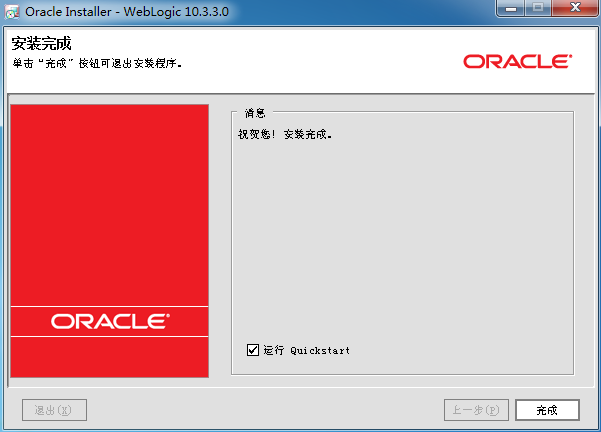 Oracle Installer - WebLogic 10.3.3.0
安装完成
单击“完成”按钮可退出安装程序。
ORACLE®
消息
祝贺您! 安装完成。
ORACLE®
运行 Quickstart
退出(X)
上一步(P)
完成